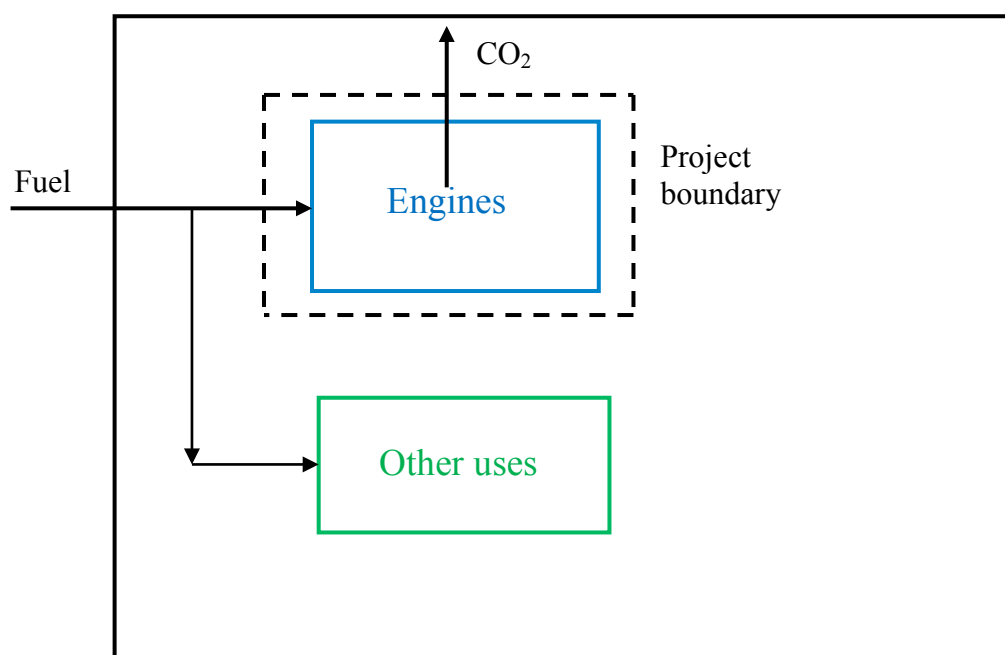 CO₂
Project
boundary
Fuel
Engines
Other uses